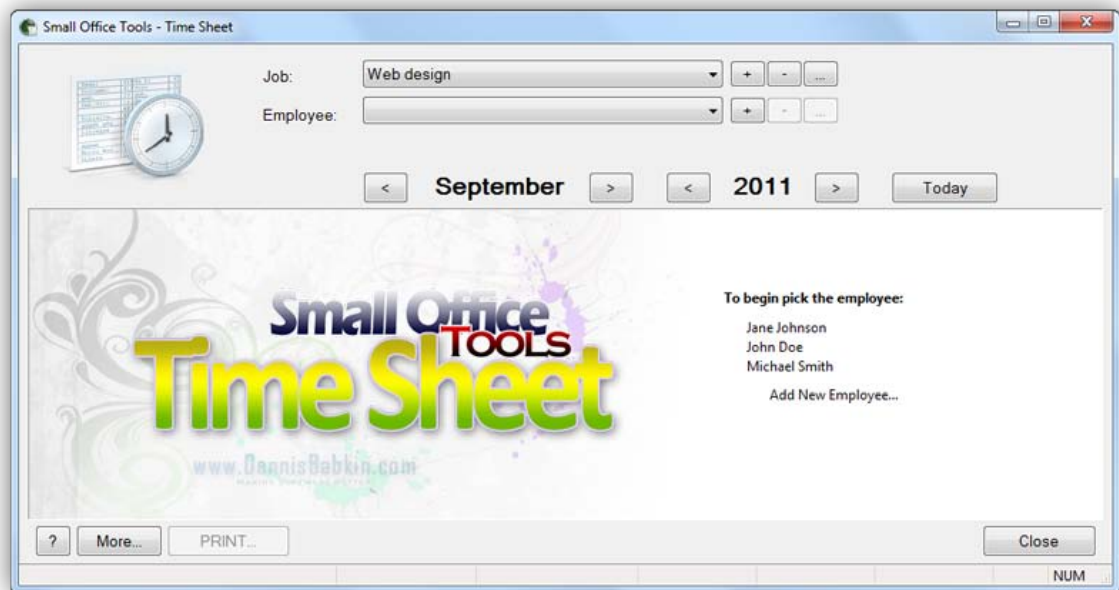 Small Office Tools - Time Sheet
Job: Web design + - ...
Employee: + - ...
< September > < 2011 > Today
Small Office
TOOLS
Time Sheet
www.DannisBabkin.com
To begin pick the employee:
Jane Johnson
John Doe
Michael Smith
Add New Employee...
? More... PRINT... Close
NUM